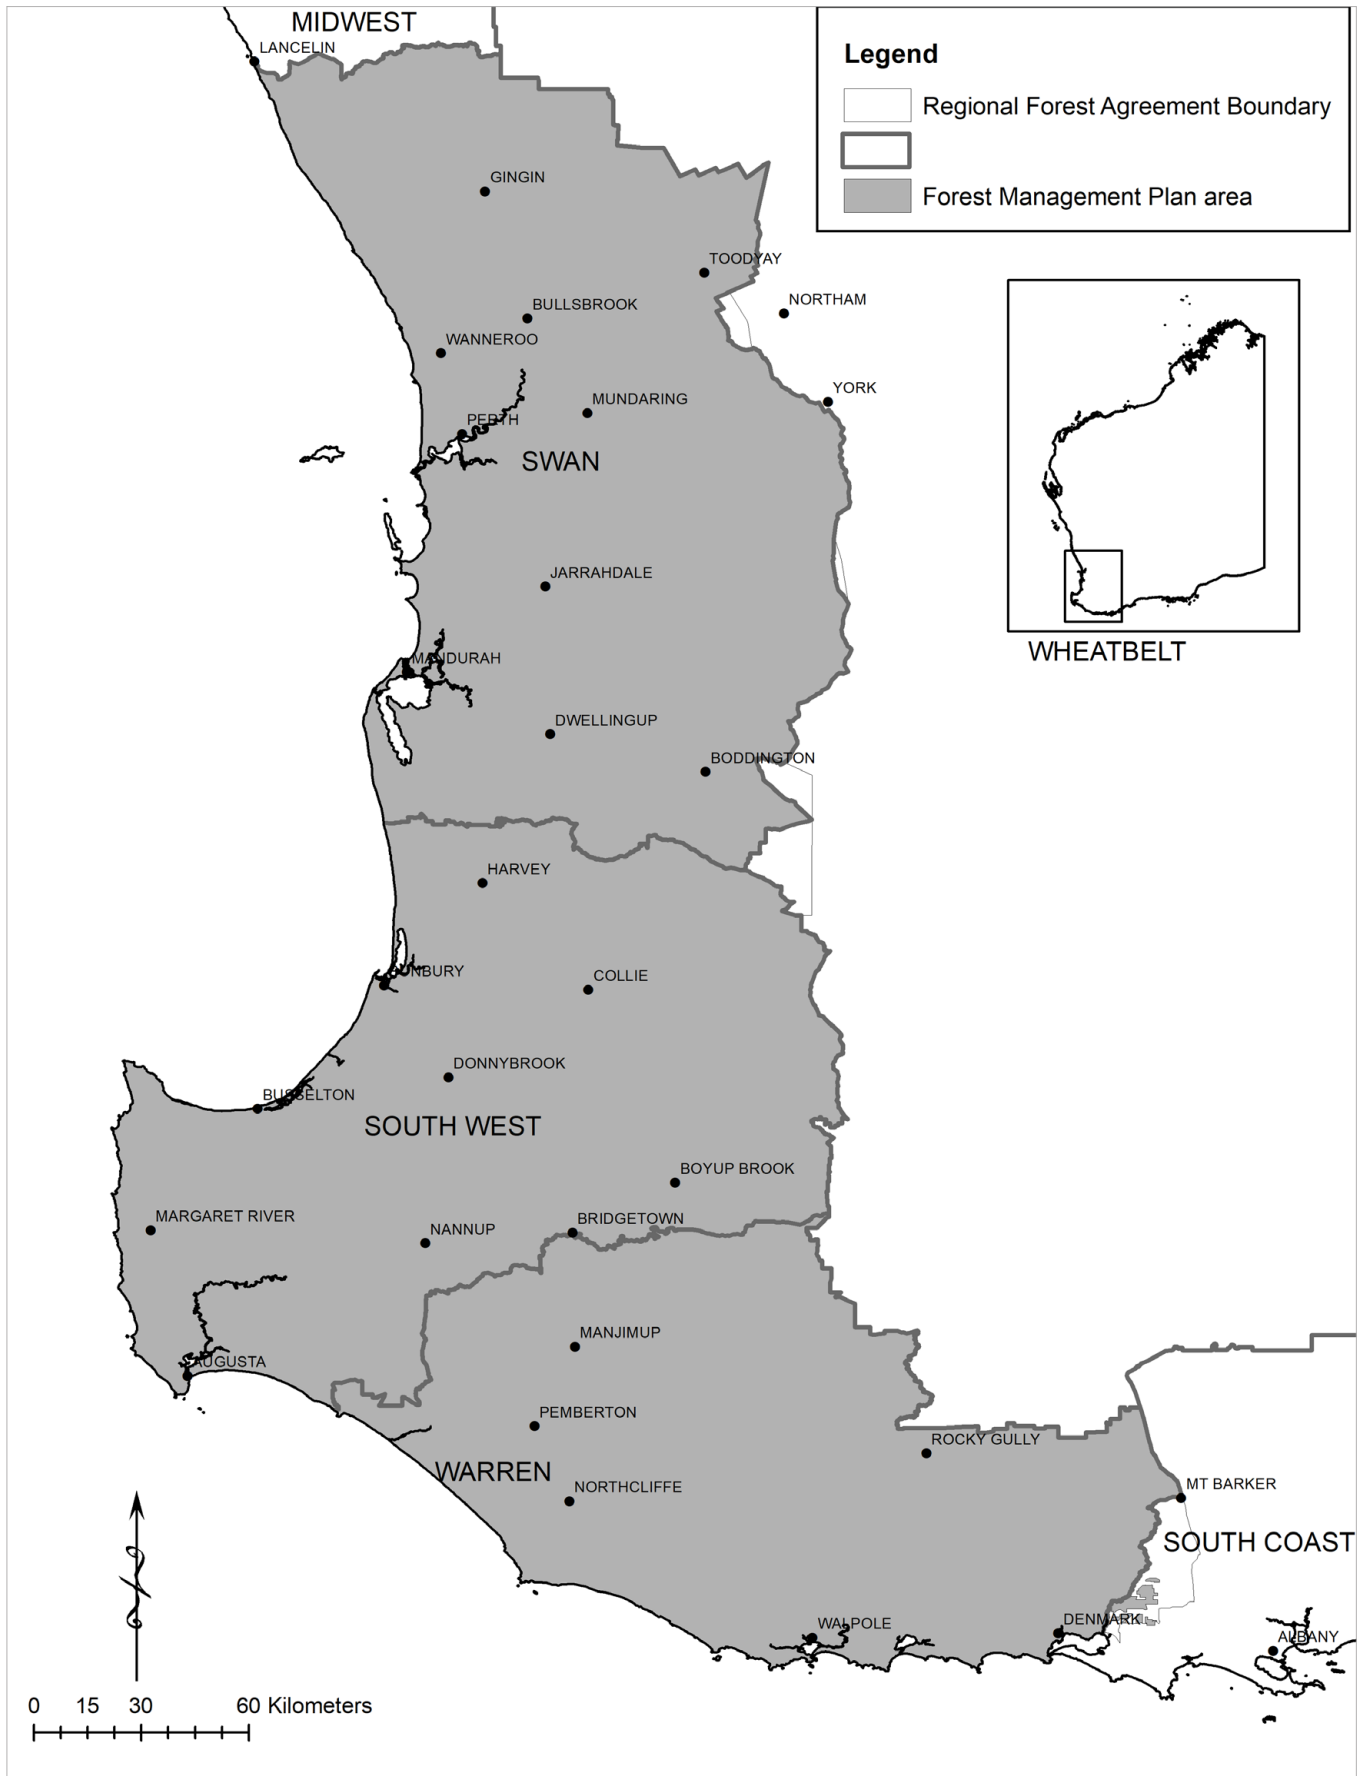 MIDWEST
LANCELIN
Legend
Regional Forest Agreement Boundary
Forest Management Plan area
GINGIN
TOODYAY
NORTHAM
BULLSBROOK
WANNEROO
YORK
MUNDARING
PERTH
SWAN
JARRAHDALE
WHEATBELT
MANDURAH
DWELLINGUP
BODDINGTON
HARVEY
BUNBURY
COLLIE
DONNYBROOK
BUSSELTON
SOUTH WEST
BOYUP BROOK
MARGARET RIVER
BRIDGETOWN
NANNUP
MANJIMUP
AUGUSTA
PEMBERTON
ROCKY GULLY
WARREN
NORTHCLIFFE
MT BARKER
SOUTH COAST
DENMARK
WALPOLE
ALBANY
0 15 30 60 Kilometers